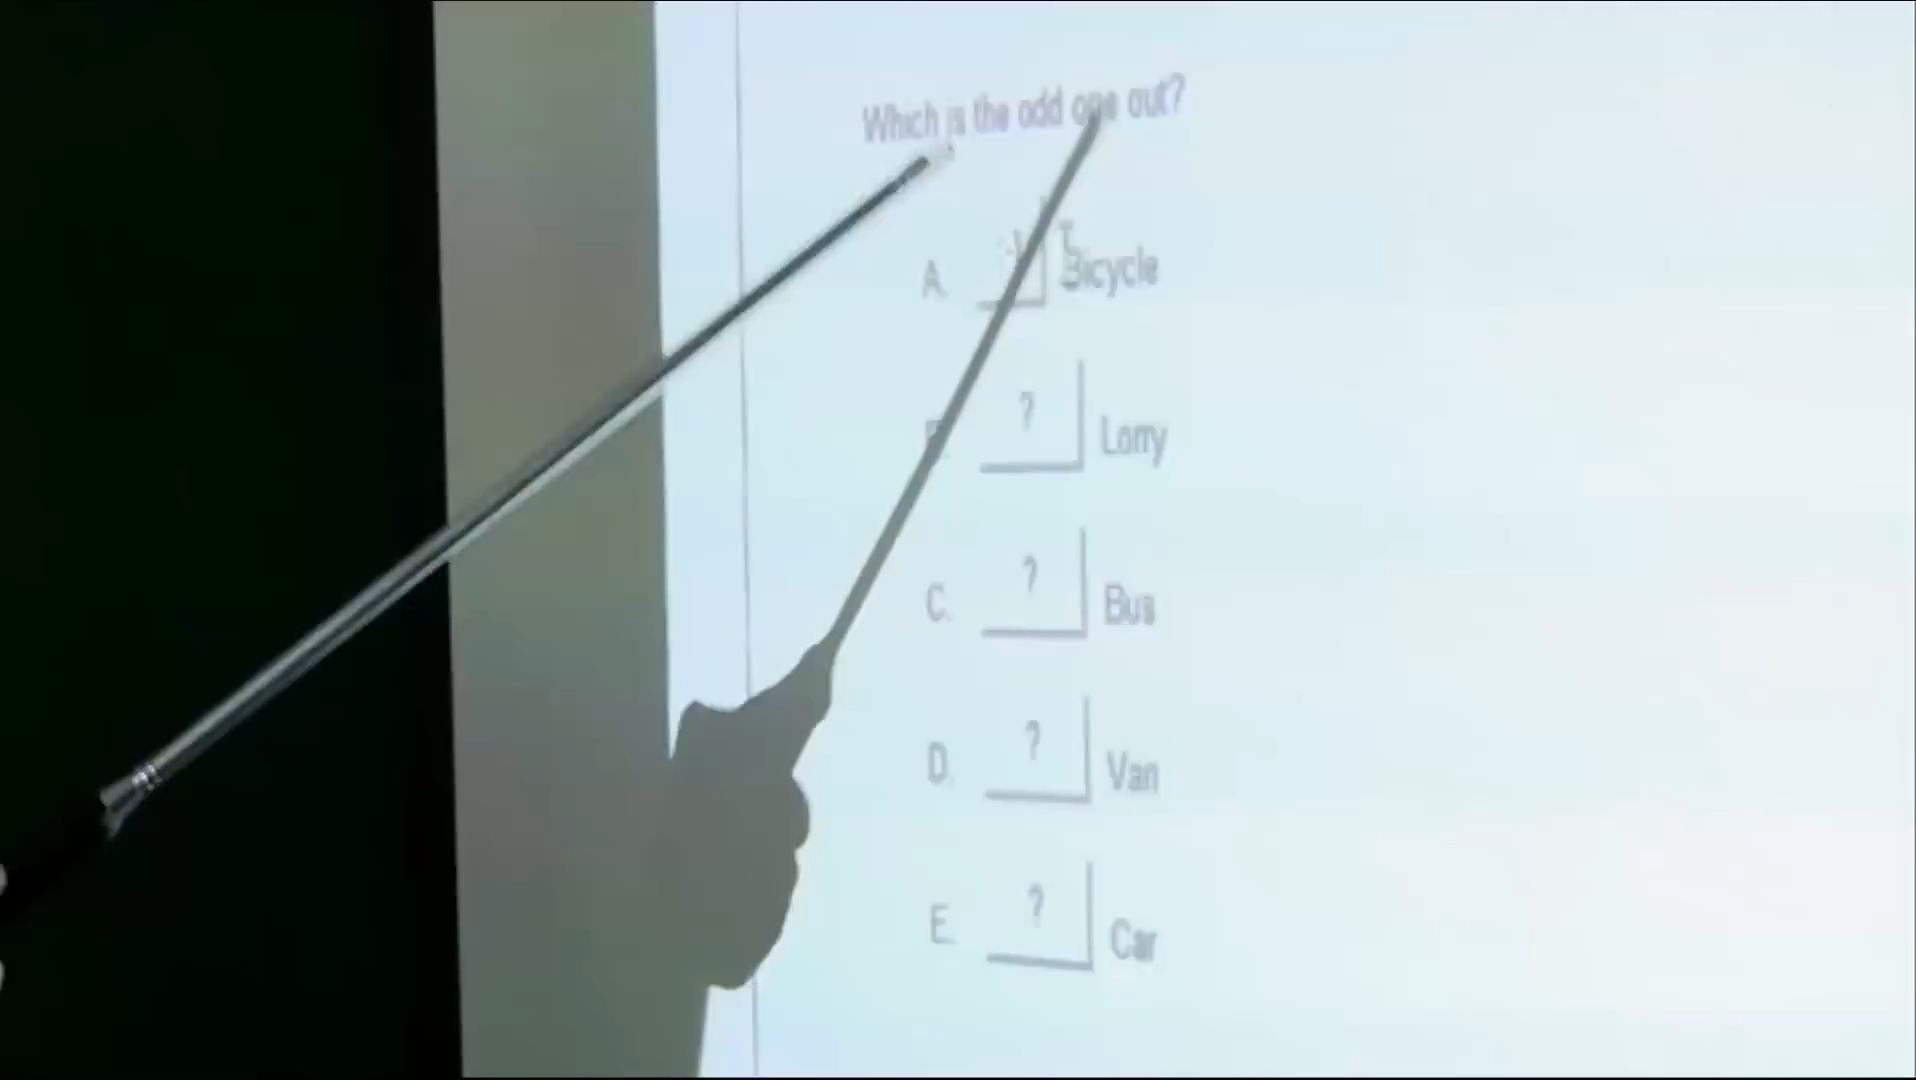 Which is the odd one out?
A. Bicycle
? Lorry
C. ? Bus
D. ? Van
E. ? Car